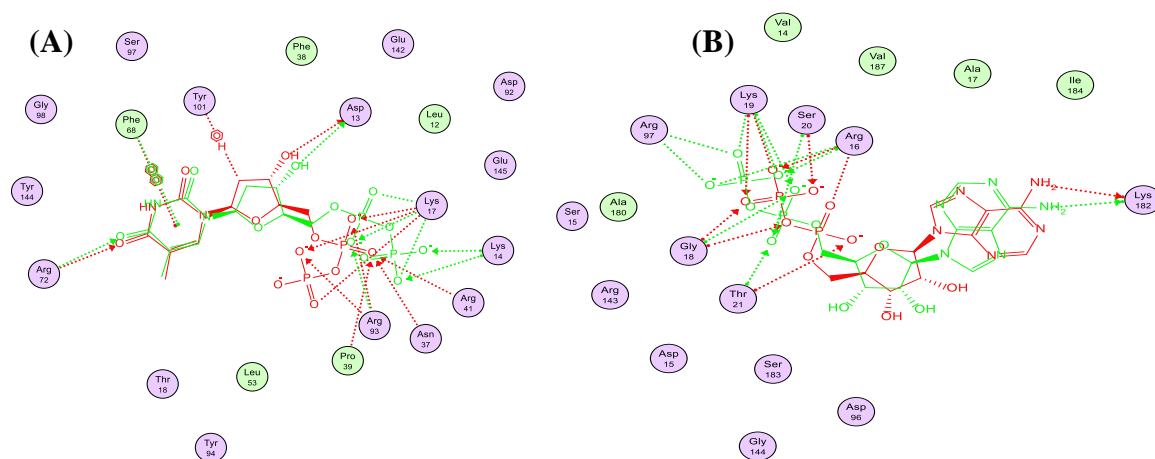 (A)
Ser
97
Phe
38
Glu
142
Asp
92
Gly
98
Phe
68
Tyr
101
Asp
13
Leu
12
Glu
145
Tyr
144
Arg
72
Lys
17
Lys
14
Arg
41
Asn
37
Arg
93
Pro
39
Leu
53
Thr
18
Tyr
94
H
OH
OH
O
O
HN
N
O
O
O
O
O
O
O
P
O
P
O
O
O
P
O
(B)
Val
14
Val
187
Ala
17
Ile
184
Lys
19
Ser
20
Arg
97
Arg
16
Lys
182
Ser
15
Ala
180
Gly
18
Arg
143
Thr
21
Asp
15
Ser
183
Asp
96
Gly
144
O
O
O
P
O
O
P
O
O
P
O
O
O
NH2
NH2
N
N
N
N
N
N
N
OH
OH
HO
OH